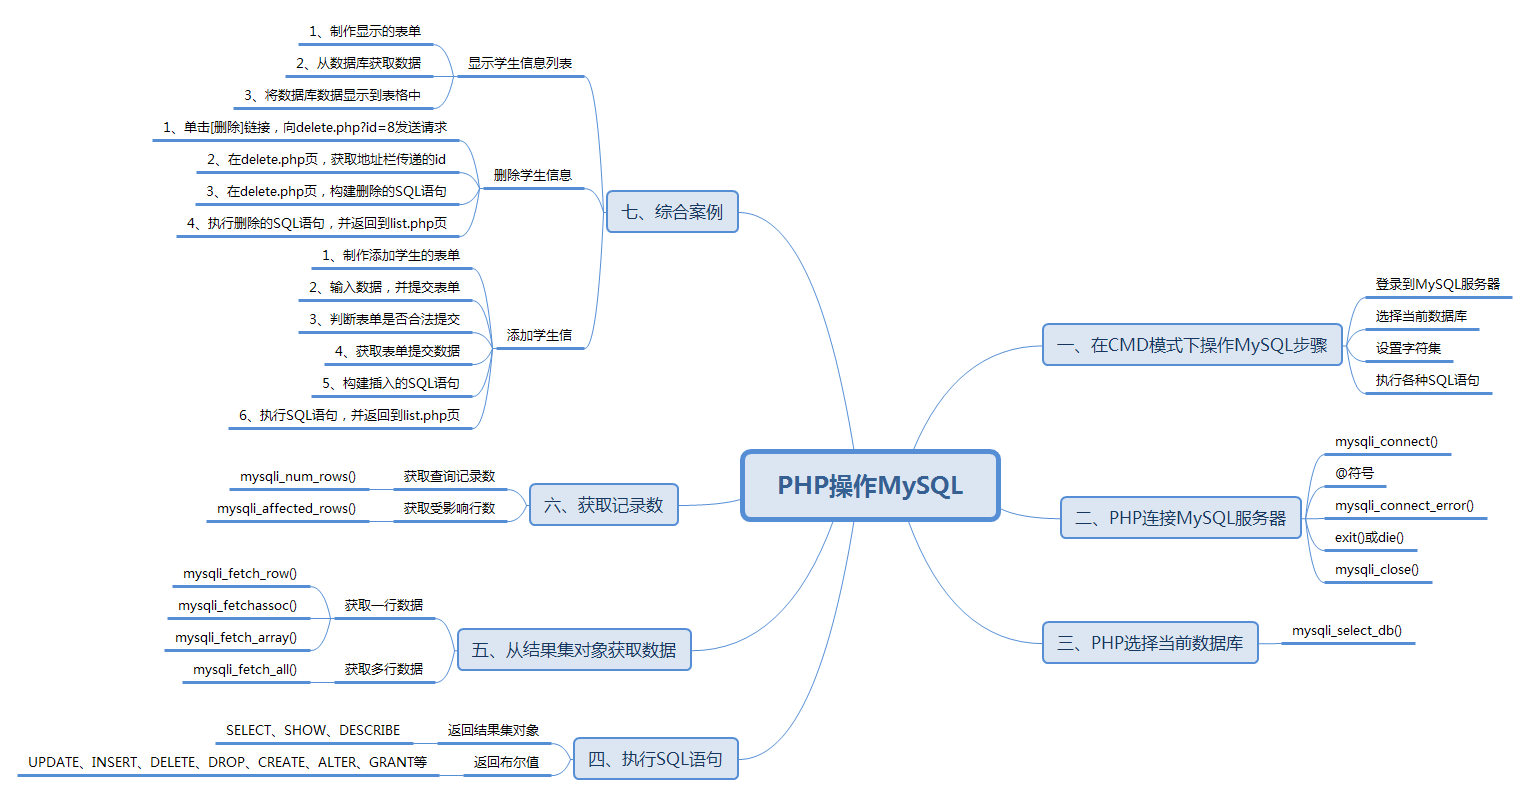 PHP操作MySQL
一、在CMD模式下操作MySQL步骤
登录到MySQL服务器
选择当前数据库
设置字符集
执行各种SQL语句
二、PHP连接MySQL服务器
mysqli_connect()
@符号
mysqli_connect_error()
exit()或die()
mysqli_close()
三、PHP选择当前数据库
mysqli_select_db()
四、执行SQL语句
返回结果集对象
SELECT、SHOW、DESCRIBE
返回布尔值
UPDATE、INSERT、DELETE、DROP、CREATE、ALTER、GRANT等
五、从结果集对象获取数据
获取一行数据
mysqli_fetch_row()
mysqli_fetchassoc()
mysqli_fetch_array()
获取多行数据
mysqli_fetch_all()
六、获取记录数
获取查询记录数
mysqli_num_rows()
获取受影响行数
mysqli_affected_rows()
七、综合案例
显示学生信息列表
1、制作显示的表单
2、从数据库获取数据
3、将数据库数据显示到表格中
删除学生信息
1、单击[删除]链接，向delete.php?id=8发送请求
2、在delete.php页，获取地址栏传递的id
3、在delete.php页，构建删除的SQL语句
4、执行删除的SQL语句，并返回到list.php页
添加学生信
1、制作添加学生的表单
2、输入数据，并提交表单
3、判断表单是否合法提交
4、获取表单提交数据
5、构建插入的SQL语句
6、执行SQL语句，并返回到list.php页